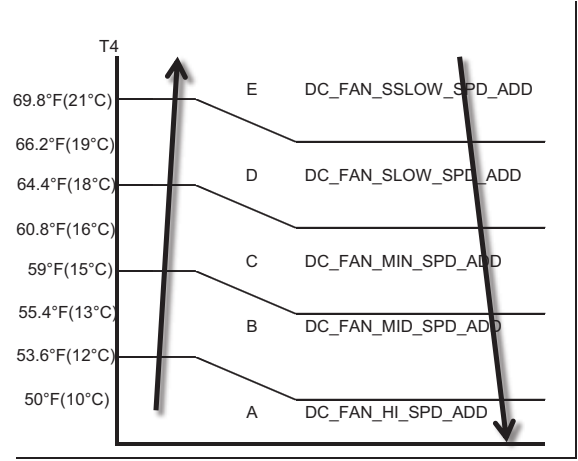 T4
E DC_FAN_SSLOW_SPD_ADD
69.8°F(21°C)
66.2°F(19°C)
D DC_FAN_SLOW_SPD_ADD
64.4°F(18°C)
60.8°F(16°C)
C DC_FAN_MIN_SPD_ADD
59°F(15°C)
55.4°F(13°C)
B DC_FAN_MID_SPD_ADD
53.6°F(12°C)
50°F(10°C)
A DC_FAN_HI_SPD_ADD